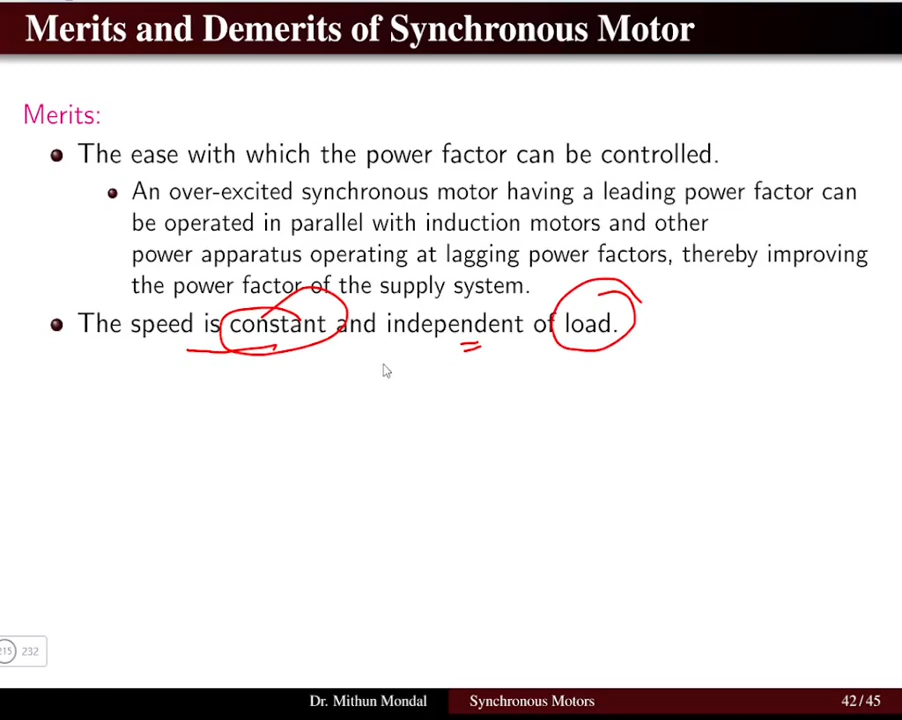 Merits and Demerits of Synchronous Motor
Merits:
The ease with which the power factor can be controlled.
An over-excited synchronous motor having a leading power factor can
be operated in parallel with induction motors and other
power apparatus operating at lagging power factors, thereby improving
the power factor of the supply system.
The speed is constant and independent of load.
215 232
Dr. Mithun Mondal Synchronous Motors 42/45